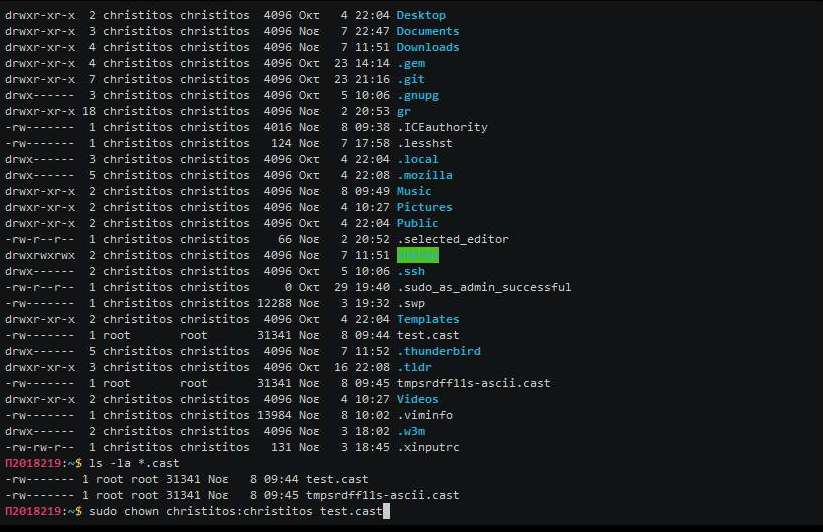 drwxr-xr-x  2 christitos christitos  4096 Οκτ   4 22:04 Desktop
drwxr-xr-x  3 christitos christitos  4096 Νοε   7 22:47 Documents
drwxr-xr-x  4 christitos christitos  4096 Νοε   7 11:51 Downloads
drwxr-xr-x  4 christitos christitos  4096 Οκτ  23 14:14 .gem
drwxr-xr-x  7 christitos christitos  4096 Οκτ  23 21:16 .git
drwx------  3 christitos christitos  4096 Οκτ   5 10:06 .gnupg
drwxr-xr-x 18 christitos christitos  4096 Νοε   2 20:53 gr
-rw-------  1 christitos christitos  4016 Νοε   8 09:38 .ICEauthority
-rw-------  1 christitos christitos   124 Νοε   7 17:58 .lesshst
drwx------  3 christitos christitos  4096 Οκτ   4 22:04 .local
drwx------  5 christitos christitos  4096 Οκτ   4 22:08 .mozilla
drwxr-xr-x  2 christitos christitos  4096 Νοε   8 09:49 Music
drwxr-xr-x  2 christitos christitos  4096 Νοε   4 10:27 Pictures
drwxr-xr-x  2 christitos christitos  4096 Οκτ   4 22:04 Public
-rw-r--r--  1 christitos christitos    66 Νοε   2 20:52 .selected_editor
drwxrwxrwx  2 christitos christitos  4096 Νοε   7 11:51
drwx------  2 christitos christitos  4096 Οκτ   5 10:06 .ssh
-rw-r--r--  1 christitos christitos     0 Οκτ  29 19:40 .sudo_as_admin_successful
-rw-------  1 christitos christitos 12288 Νοε   3 19:32 .swp
drwxr-xr-x  2 christitos christitos  4096 Οκτ   4 22:04 Templates
-rw-------  1 root       root       31341 Νοε   8 09:44 test.cast
drwx------  5 christitos christitos  4096 Νοε   7 11:52 .thunderbird
drwxr-xr-x  3 christitos christitos  4096 Οκτ  16 22:08 .tldr
-rw-------  1 root       root       31341 Νοε   8 09:45 tmpsrdff11s-ascii.cast
drwxr-xr-x  2 christitos christitos  4096 Νοε   4 10:27 Videos
-rw-------  1 christitos christitos 13984 Νοε   8 10:02 .viminfo
drwx------  2 christitos christitos  4096 Νοε   3 18:02 .w3m
-rw-rw-r--  1 christitos christitos   131 Νοε   3 18:45 .xinputrc
Π2018219:~$ ls -la *.cast
-rw------- 1 root root 31341 Νοε   8 09:44 test.cast
-rw------- 1 root root 31341 Νοε   8 09:45 tmpsrdff11s-ascii.cast
Π2018219:~$ sudo chown christitos:christitos test.cast